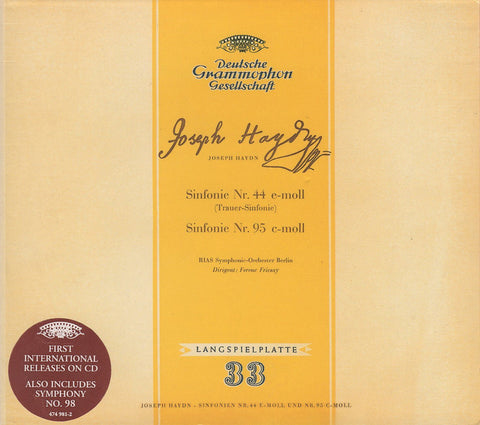 Deutsche
Grammophon
Gesellschaft
Joseph Haydn
JOSEPH HAYDN
Sinfonie Nr. 44 e-moll
(Trauer-Sinfonie)
Sinfonie Nr. 95 c-moll
RIAS Symphonie-Orchester Berlin
Dirigent: Ferenc Fricsay
LANGSPIELPLATTE
33
JOSEPH HAYDN - SINFONIEN NR. 44 E-MOLL UND NR. 95 C-MOLL
FIRST
INTERNATIONAL
RELEASES ON CD
ALSO INCLUDES
SYMPHONY
NO. 98
474 981-2